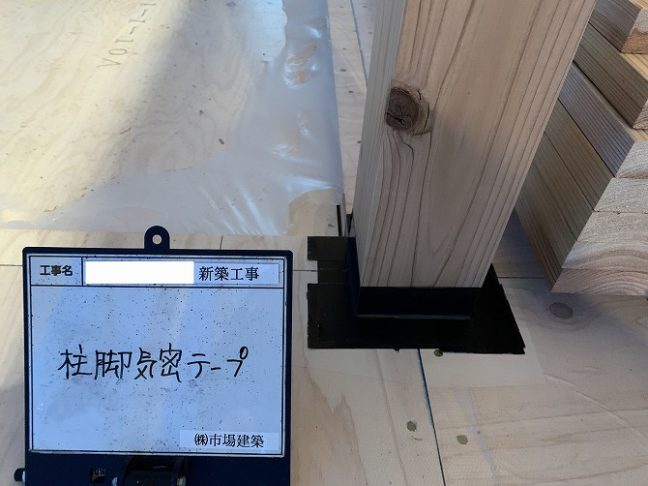 工事名 新築工事
柱脚気密テープ
㈱市場建築